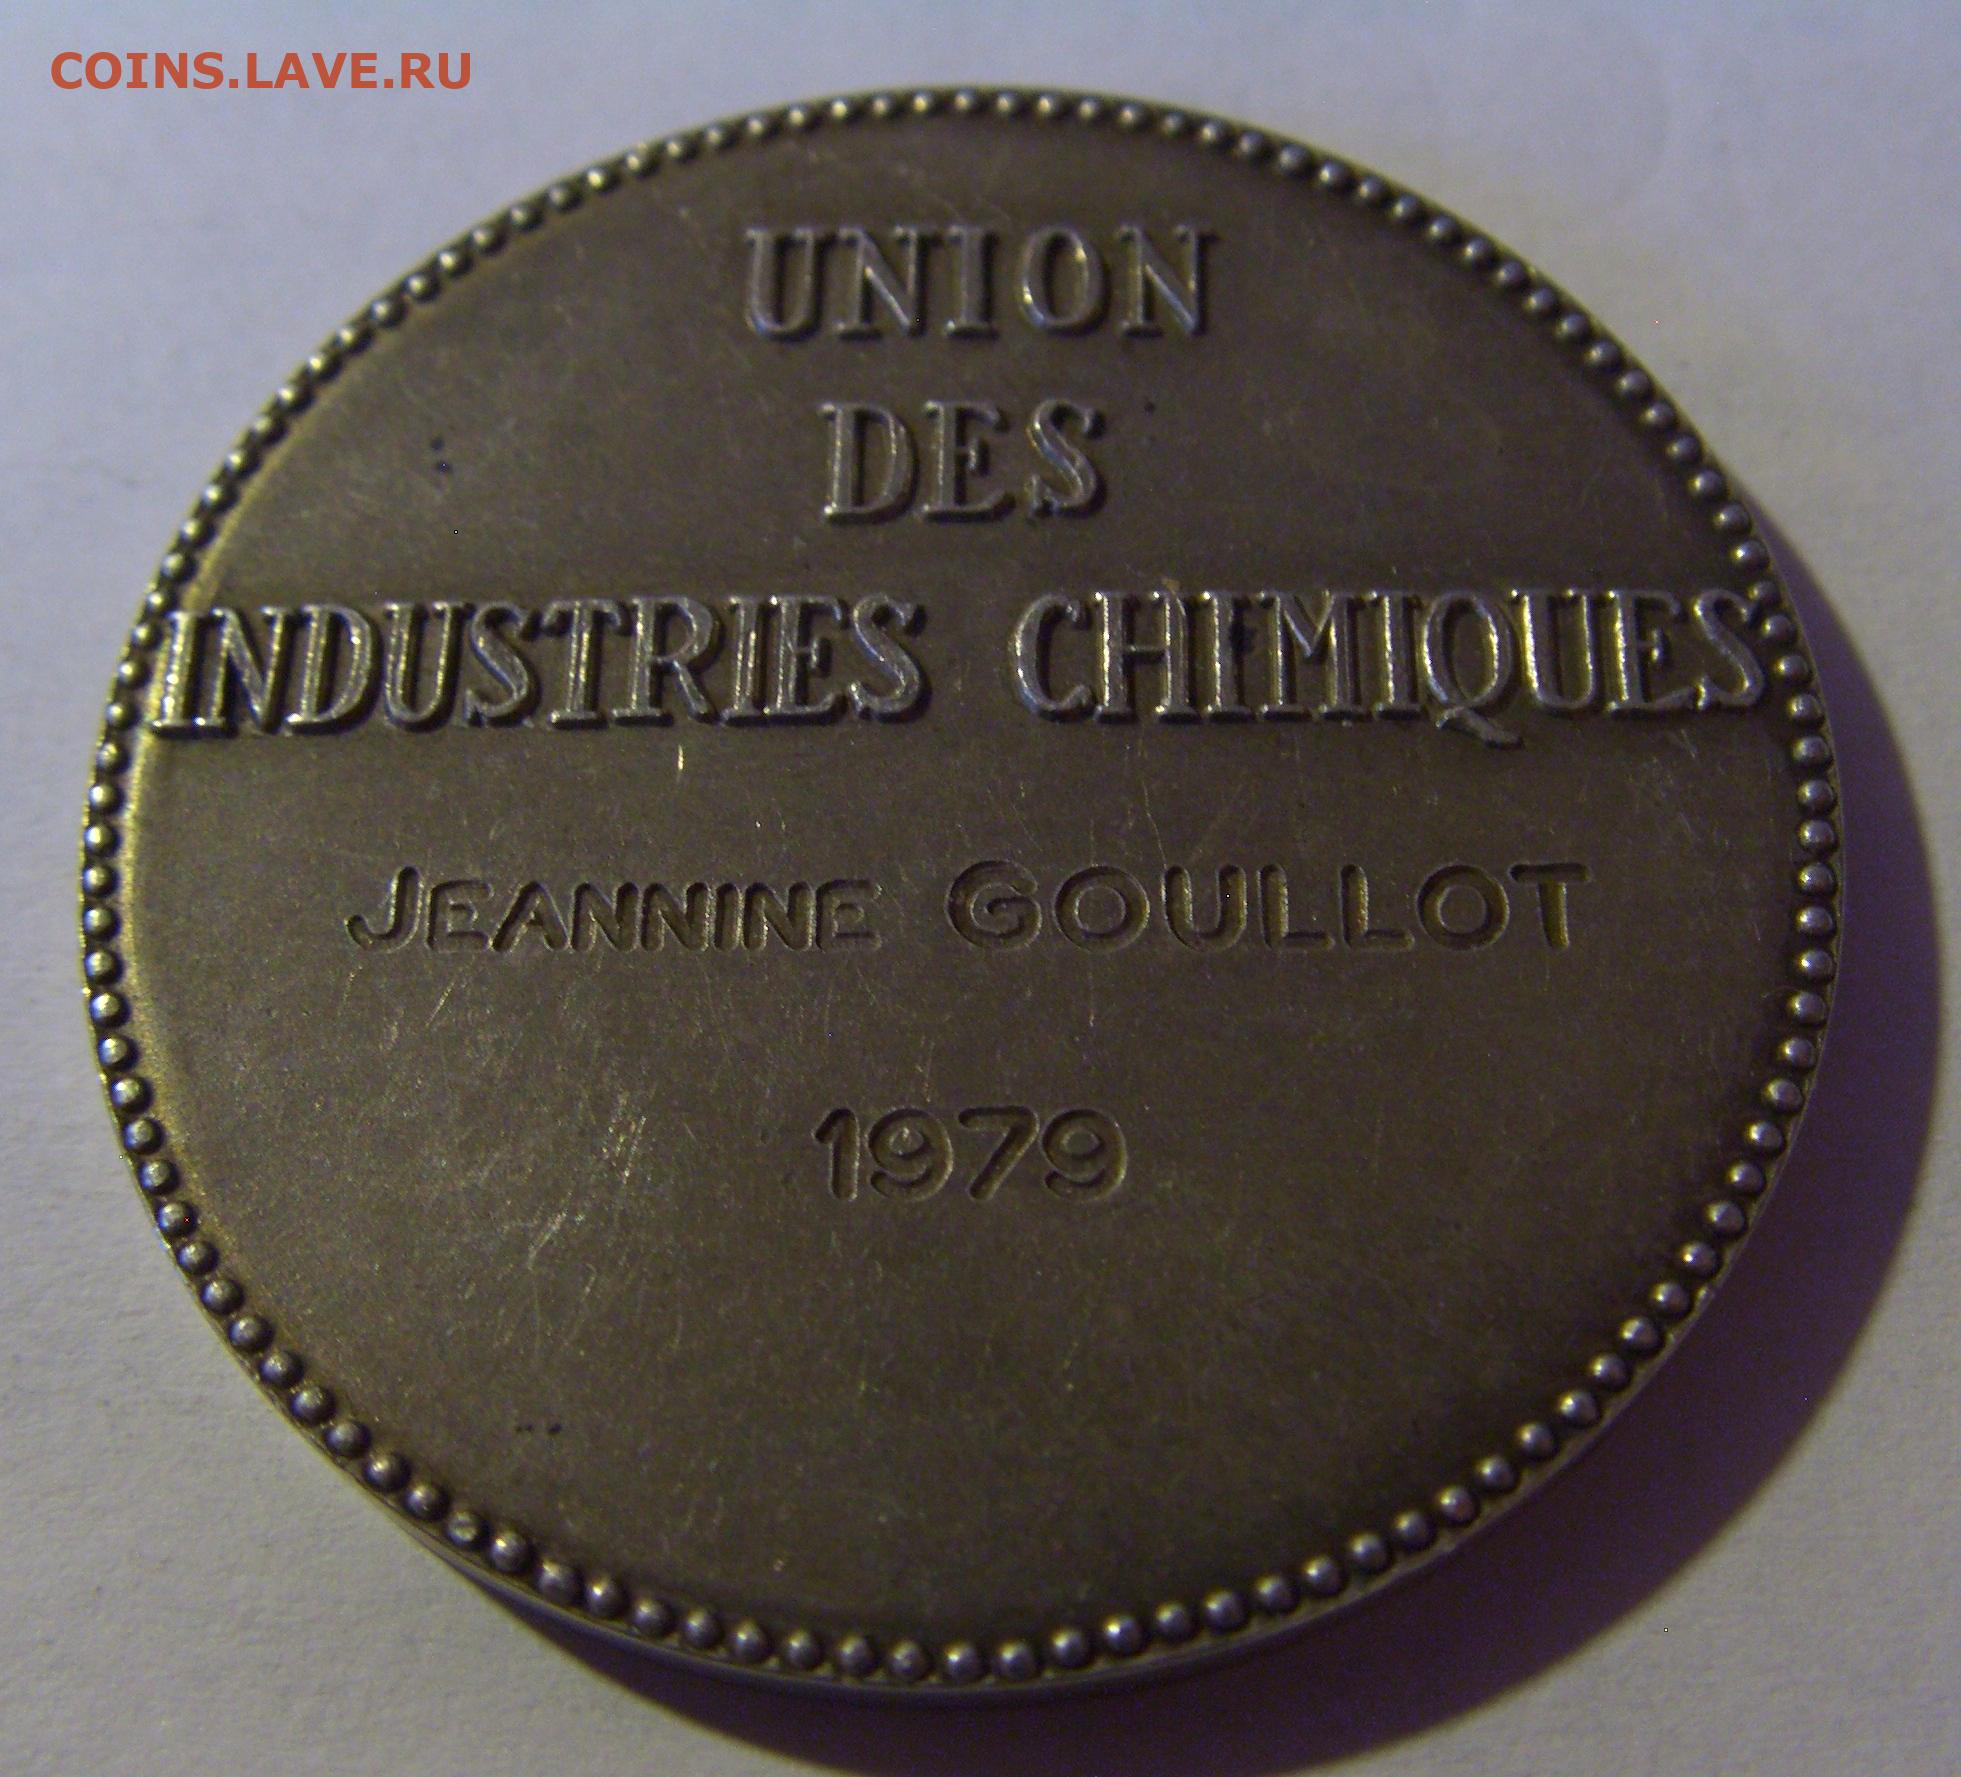 COINS.LAVE.RU
UNION
DES
INDUSTRIES CHIMIQUES
JEANNINE GOULLOT
1979